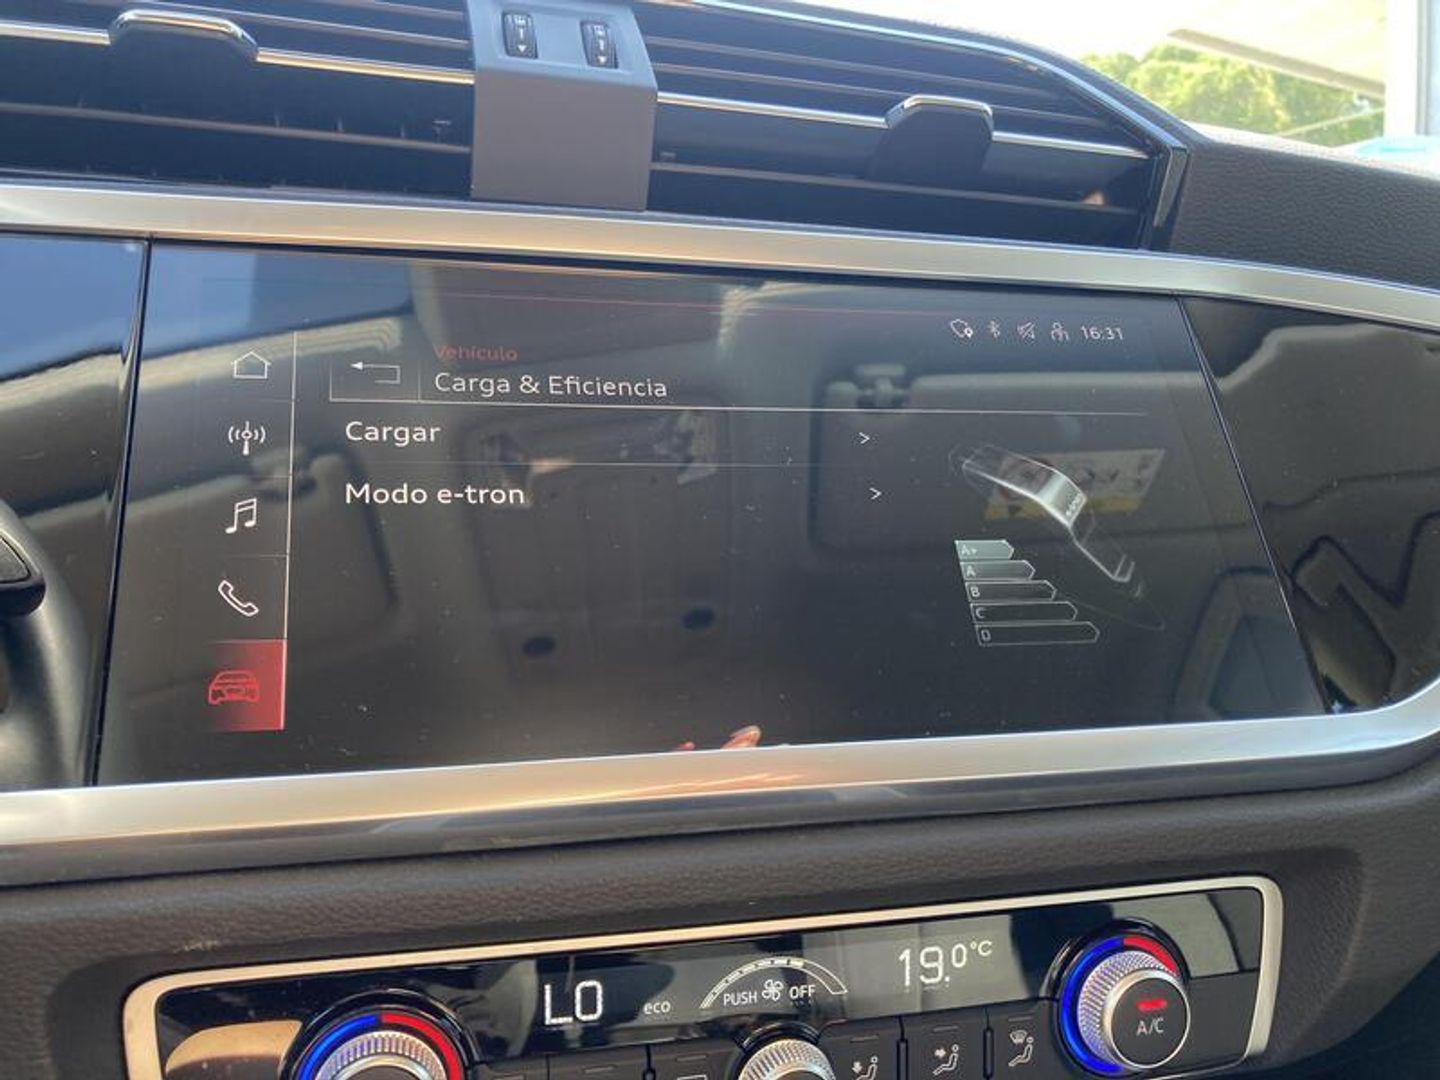 16:31
Vehículo
Carga & Eficiencia
Cargar >
Modo e-tron >
A+
A
B
C
D
LO
eco
PUSH OFF
19.0°C
A/C